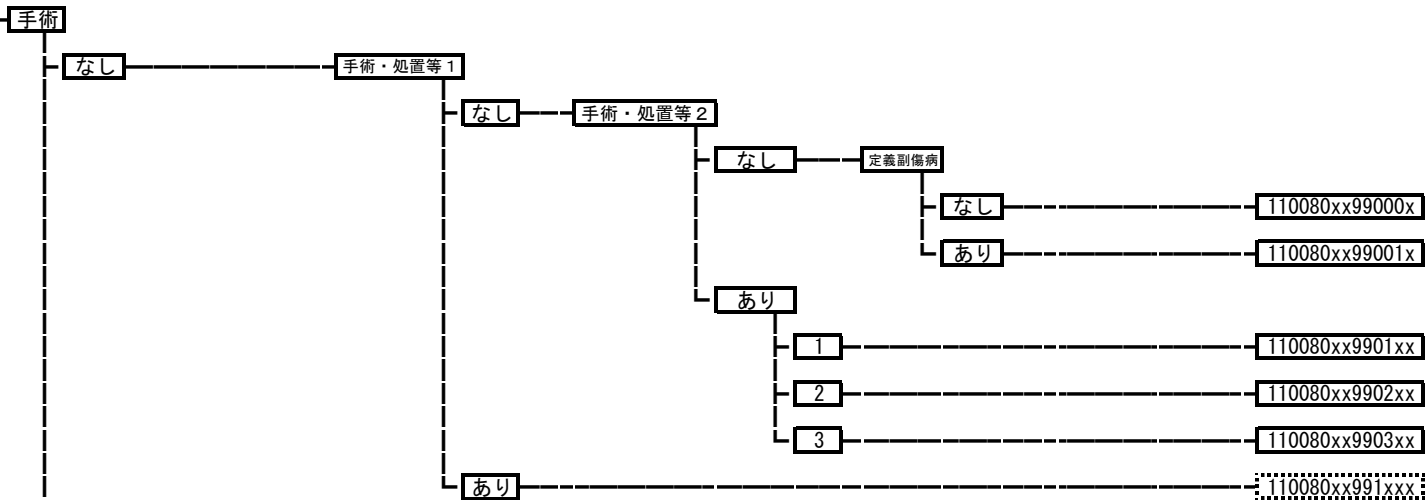 手術
なし 手術・処置等１
なし 手術・処置等２
なし 定義副傷病
なし 110080xx99000x
あり 110080xx99001x
あり
1 110080xx9901xx
2 110080xx9902xx
3 110080xx9903xx
あり 110080xx991xxx